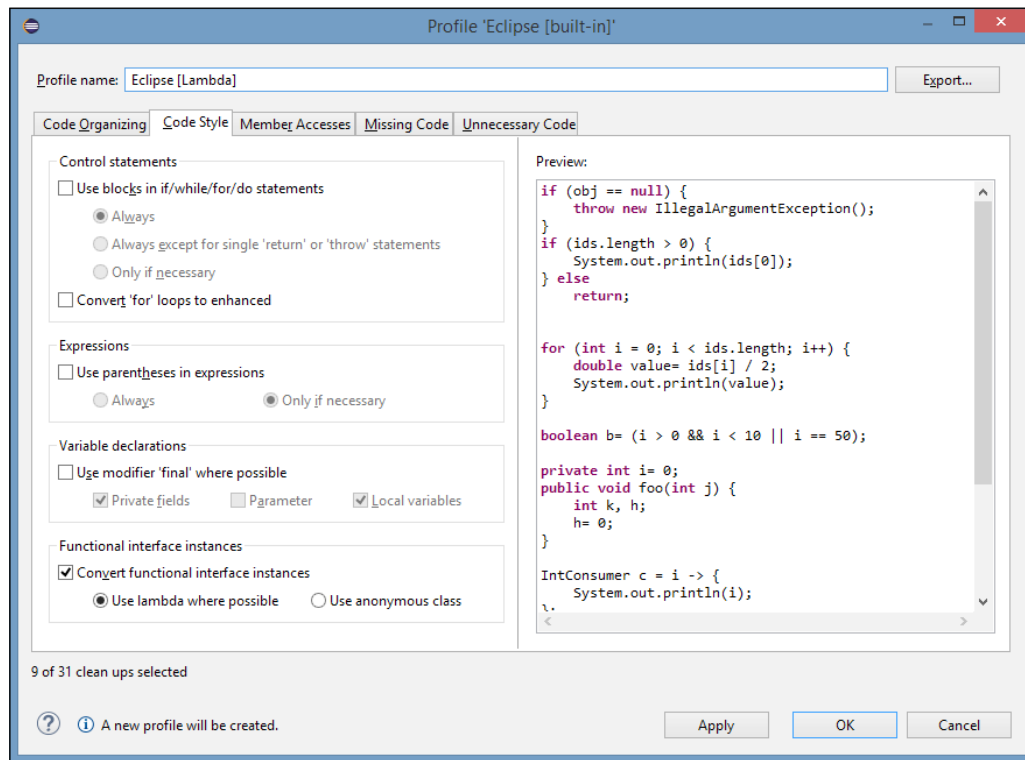 Profile 'Eclipse [built-in]'
Profile name: Eclipse [Lambda] Export...
Code Organizing Code Style Member Accesses Missing Code Unnecessary Code
Control statements
Use blocks in if/while/for/do statements
Always
Always except for single 'return' or 'throw' statements
Only if necessary
Convert 'for' loops to enhanced
Expressions
Use parentheses in expressions
Always Only if necessary
Variable declarations
Use modifier 'final' where possible
Private fields Parameter Local variables
Functional interface instances
Convert functional interface instances
Use lambda where possible Use anonymous class
Preview:
if (obj == null) {
    throw new IllegalArgumentException();
}
if (ids.length > 0) {
    System.out.println(ids[0]);
} else
    return;
for (int i = 0; i < ids.length; i++) {
    double value= ids[i] / 2;
    System.out.println(value);
}
boolean b= (i > 0 && i < 10 || i == 50);
private int i= 0;
public void foo(int j) {
    int k, h;
    h= 0;
}
IntConsumer c = i -> {
    System.out.println(i);
};
9 of 31 clean ups selected
A new profile will be created.
Apply OK Cancel